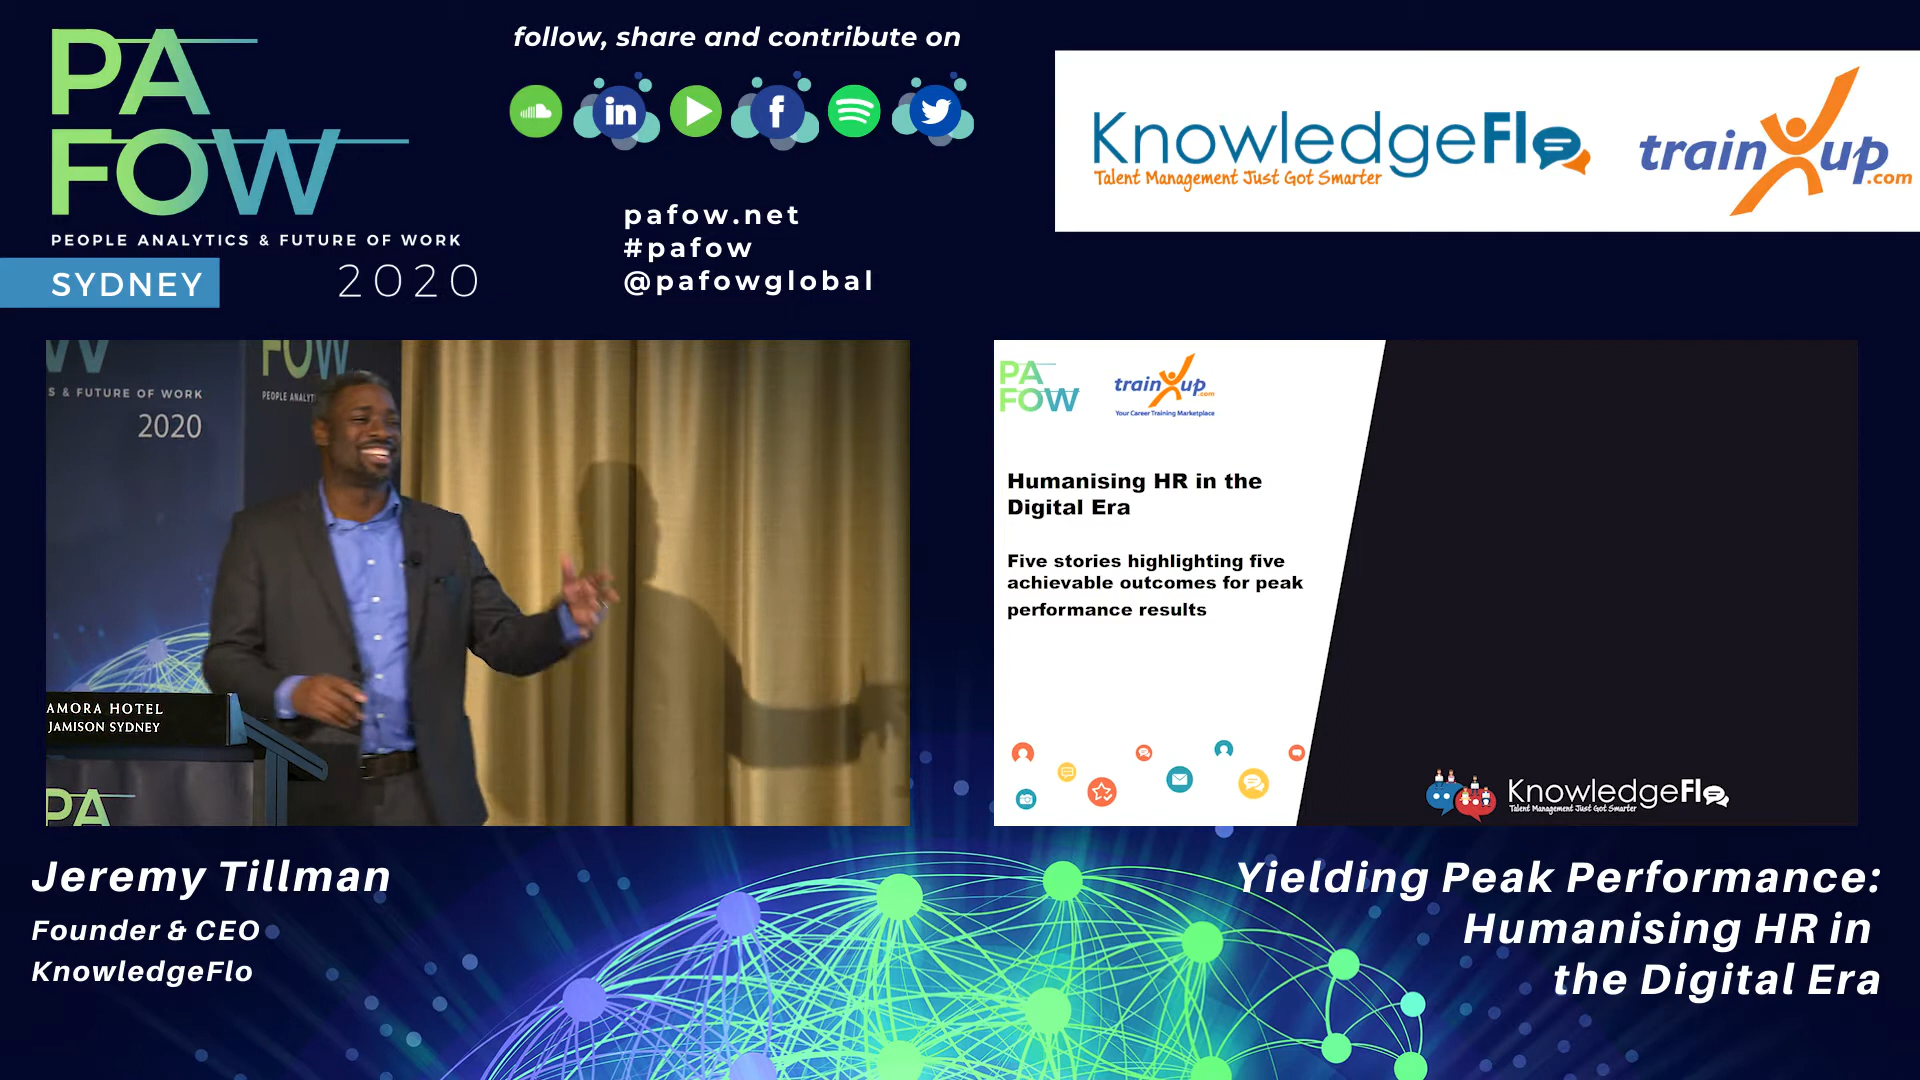 PA
FOW
PEOPLE ANALYTICS & FUTURE OF WORK
SYDNEY
2020
follow, share and contribute on
in
f
pafow.net
#pafow
@pafowglobal
KnowledgeFlo
Talent Management Just Got Smarter
trainXup
.com
S & FUTURE OF WORK
2020
FOW
PEOPLE ANALYT
AMORA HOTEL
JAMISON SYDNEY
PA
PA
FOW
trainXup
.com
Your Career Training Marketplace
Humanising HR in the
Digital Era
Five stories highlighting five
achievable outcomes for peak
performance results
KnowledgeFlo
Talent Management Just Got Smarter
Jeremy Tillman
Founder & CEO
KnowledgeFlo
Yielding Peak Performance:
Humanising HR in
the Digital Era